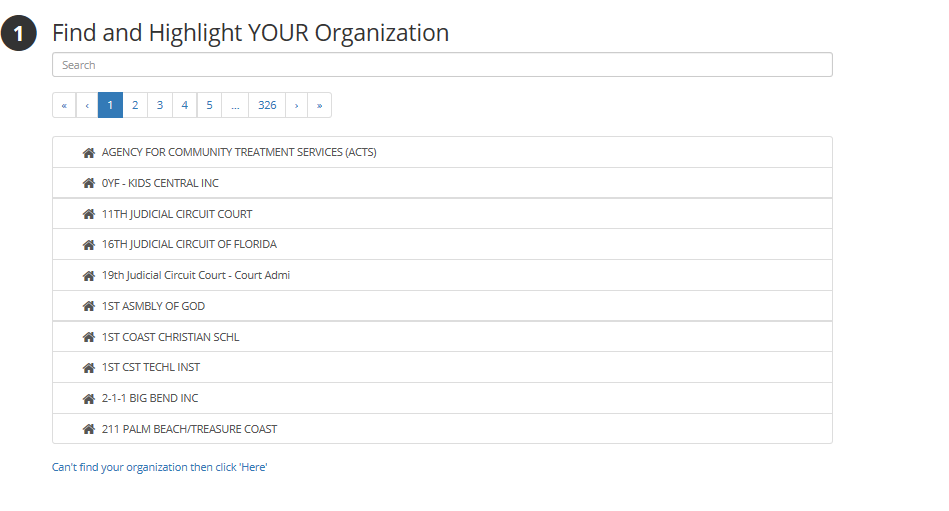 1 Find and Highlight YOUR Organization
Search
« ‹ 1 2 3 4 5 ... 326 › »
AGENCY FOR COMMUNITY TREATMENT SERVICES (ACTS)
0YF - KIDS CENTRAL INC
11TH JUDICIAL CIRCUIT COURT
16TH JUDICIAL CIRCUIT OF FLORIDA
19th Judicial Circuit Court - Court Admi
1ST ASMBLY OF GOD
1ST COAST CHRISTIAN SCHL
1ST CST TECHL INST
2-1-1 BIG BEND INC
211 PALM BEACH/TREASURE COAST
Can't find your organization then click 'Here'